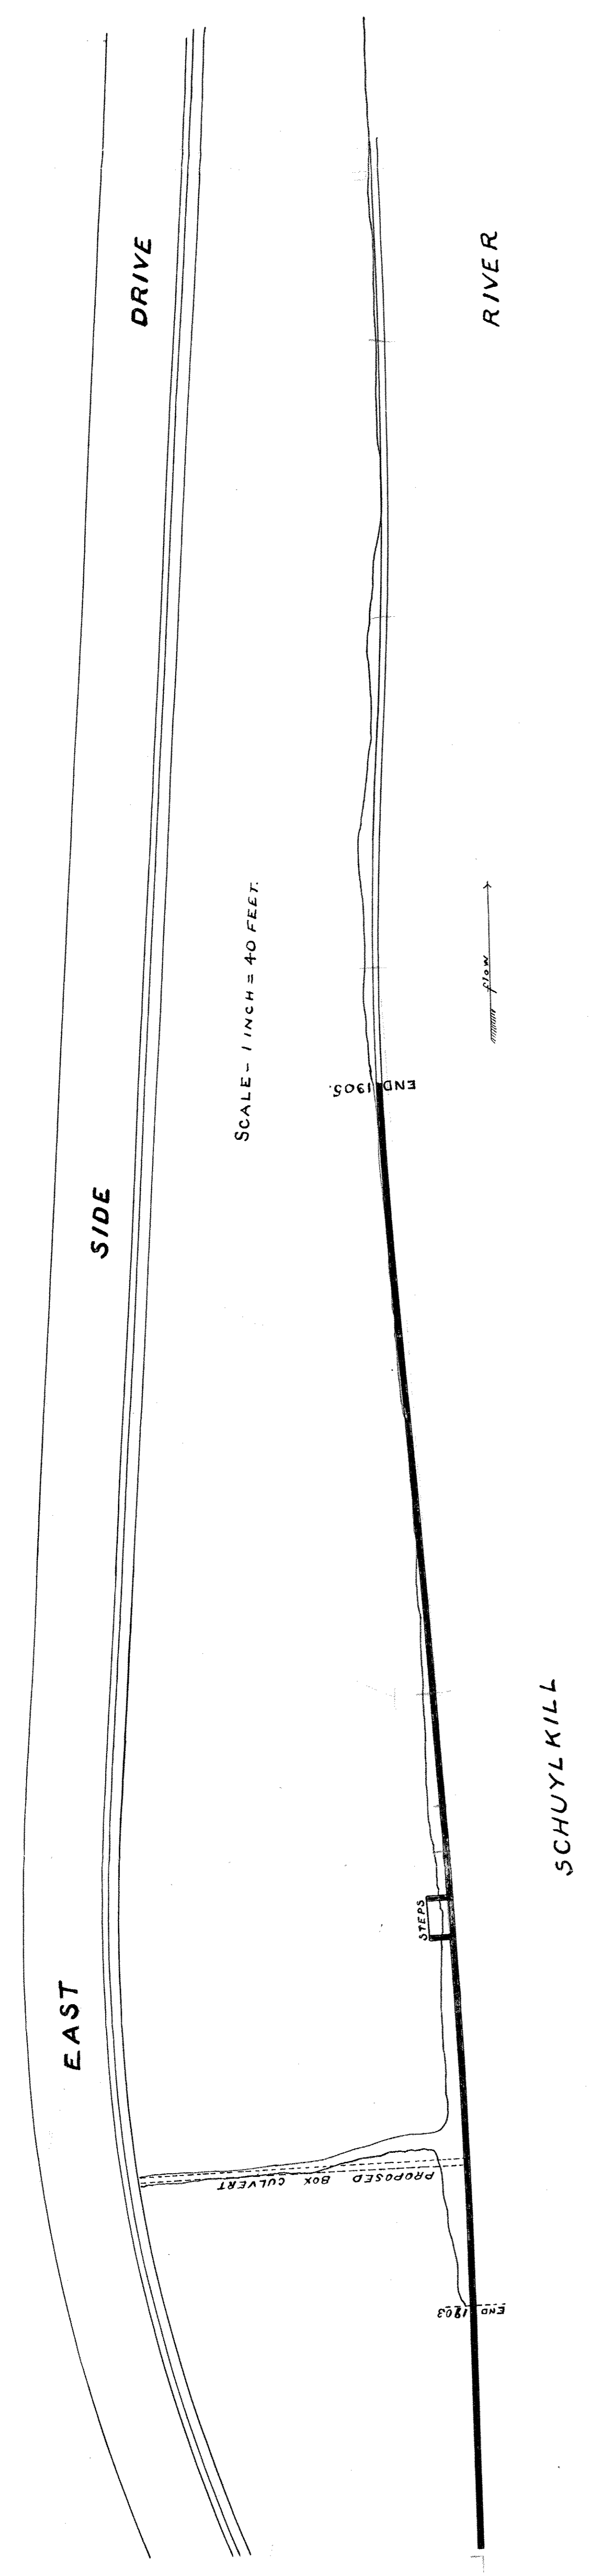 EAST SIDE DRIVE
SCHUYLKILL RIVER
SCALE - 1 INCH = 40 FEET.
flow
END 1905.
STEPS
PROPOSED BOX CULVERT
END 1903